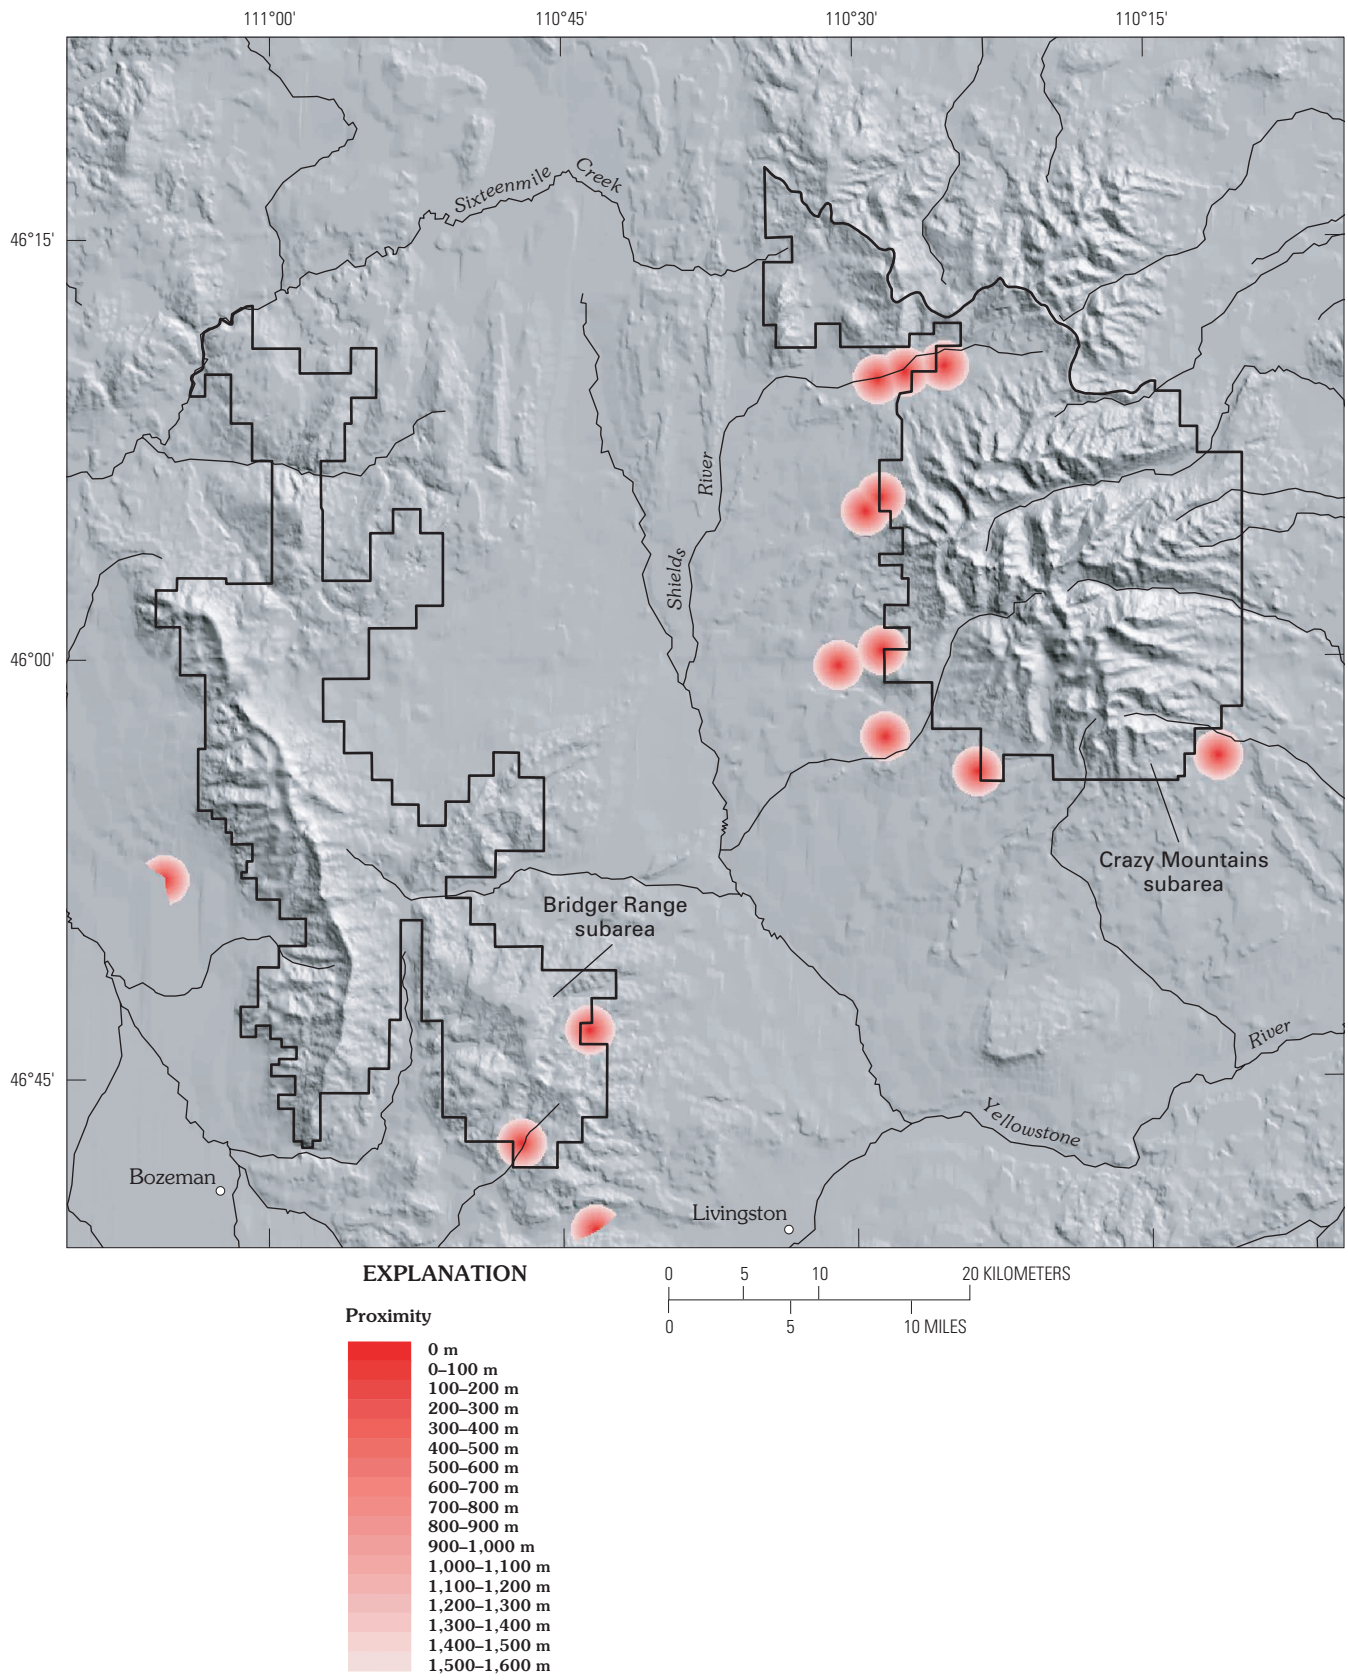 111°00'
110°45'
110°30'
110°15'
Sixteenmile Creek
46°15'
River
Shields
46°00'
Crazy Mountains
subarea
Bridger Range
subarea
River
46°45'
Yellowstone
Bozeman
Livingston
EXPLANATION
0 5 10 20 KILOMETERS
0 5 10 MILES
Proximity
0 m
0–100 m
100–200 m
200–300 m
300–400 m
400–500 m
500–600 m
600–700 m
700–800 m
800–900 m
900–1,000 m
1,000–1,100 m
1,100–1,200 m
1,200–1,300 m
1,300–1,400 m
1,400–1,500 m
1,500–1,600 m